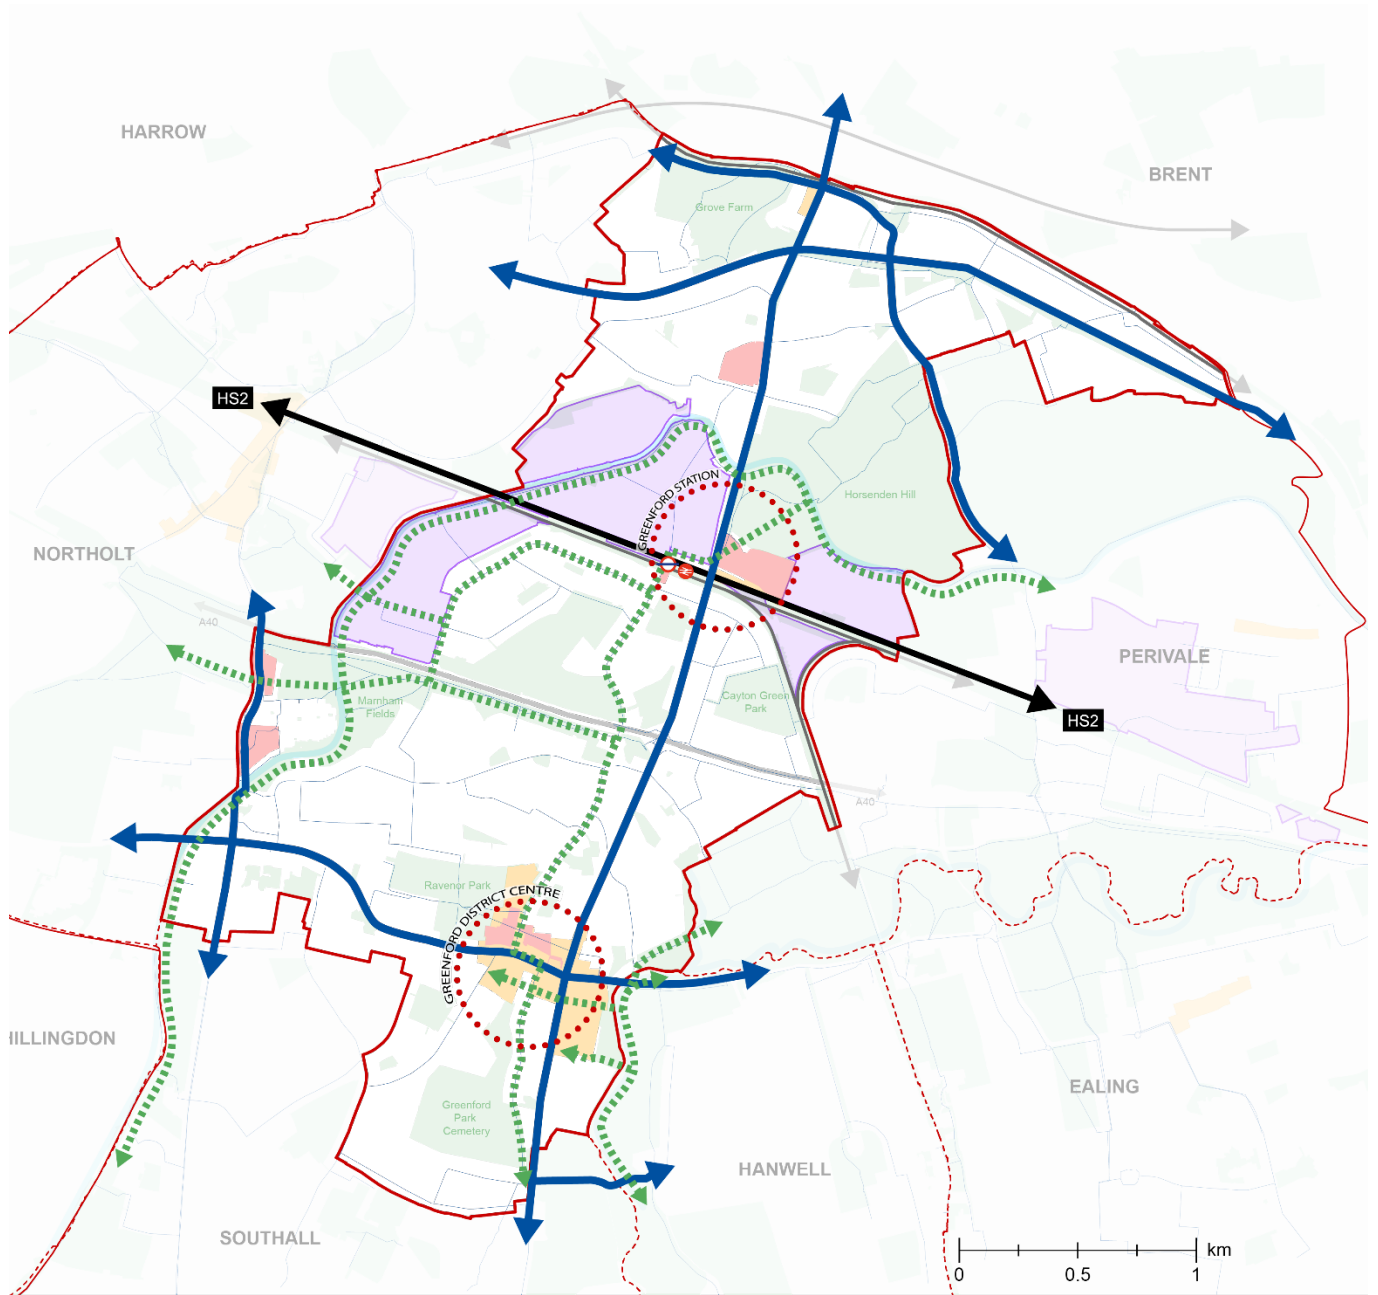 HARROW
BRENT
Grove Farm
HS2
GREENFORD STATION
Horsenden Hill
NORTHOLT
A40
PERIVALE
Marnham
Fields
Cayton Green
Park
HS2
A40
Ravenor Park
GREENFORD DISTRICT CENTRE
HILLINGDON
EALING
Greenford
Park
Cemetery
HANWELL
SOUTHALL
km
0
0.5
1